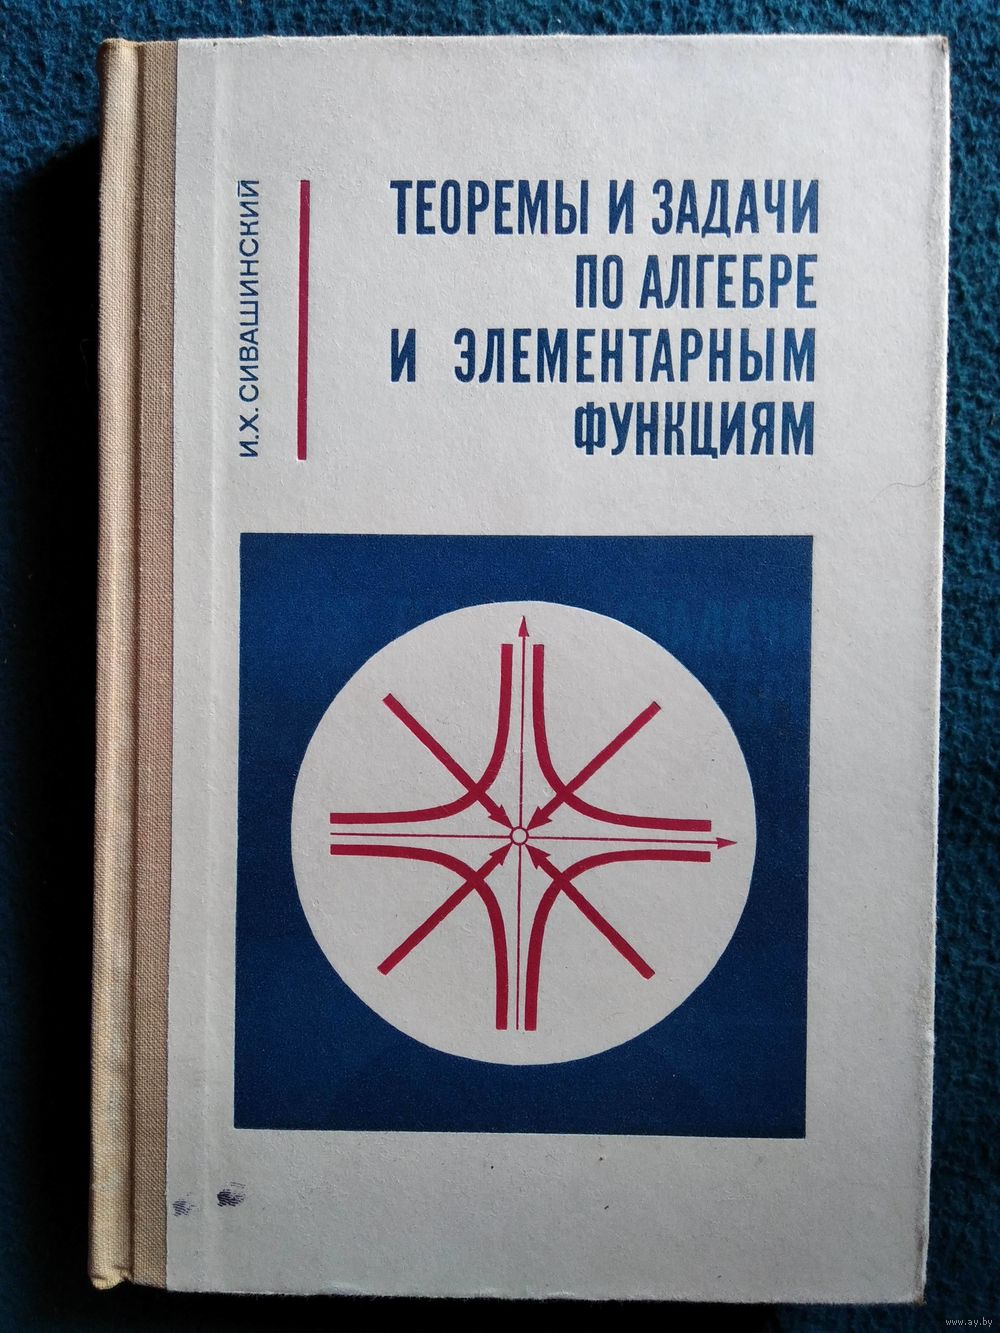 И.Х. СИВАШИНСКИЙ
ТЕОРЕМЫ И ЗАДАЧИ
ПО АЛГЕБРЕ
И ЭЛЕМЕНТАРНЫМ
ФУНКЦИЯМ
www.ay.by